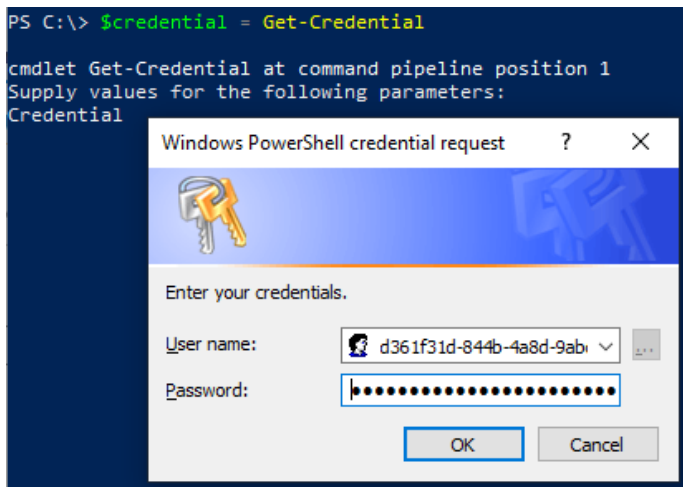 PS C:\> $credential = Get-Credential
cmdlet Get-Credential at command pipeline position 1
Supply values for the following parameters:
Credential
Windows PowerShell credential request ? ×
Enter your credentials.
User name: d361f31d-844b-4a8d-9ab
...
Password: ●●●●●●●●●●●●●●●●●●●●●●●
OK Cancel